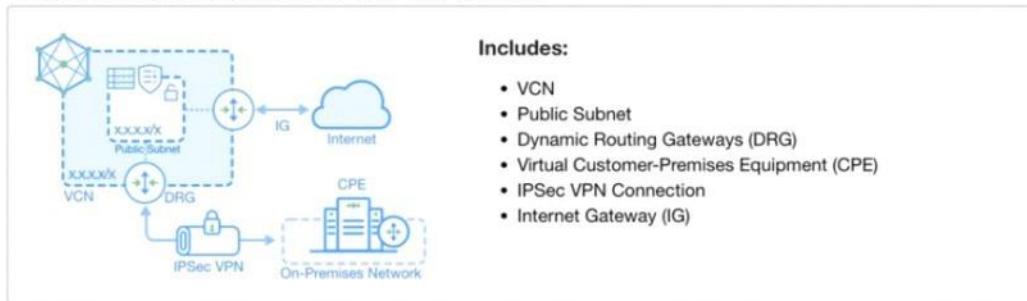 IG
Internet
X.X.X.X/X
Public Subnet
X.X.X.X/X
VCN
DRG
CPE
IPSec VPN
On-Premises Network
Includes:
• VCN
• Public Subnet
• Dynamic Routing Gateways (DRG)
• Virtual Customer-Premises Equipment (CPE)
• IPSec VPN Connection
• Internet Gateway (IG)